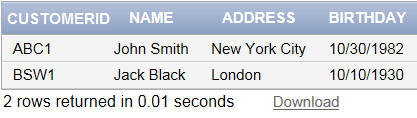 CUSTOMERID NAME ADDRESS BIRTHDAY
ABC1 John Smith New York City 10/30/1982
BSW1 Jack Black London 10/10/1930
2 rows returned in 0.01 seconds Download